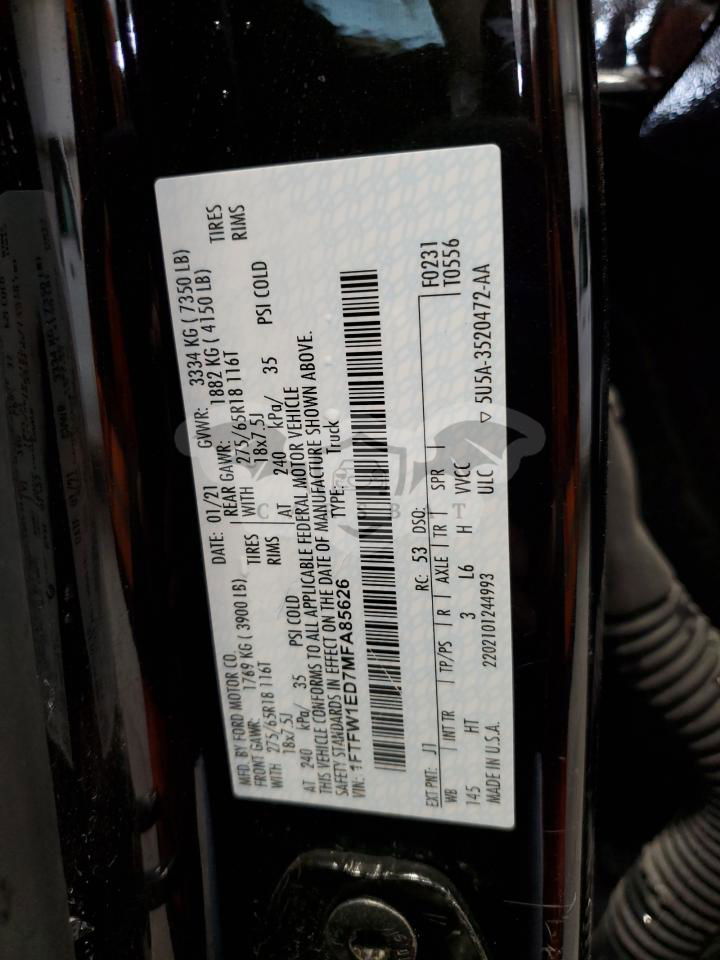 MFD. BY FORD MOTOR CO.
DATE: 01/21 GVWR: 3334 KG ( 7350 LB)
FRONT GAWR: 1769 KG ( 3900 LB) REAR GAWR: 1882 KG ( 4150 LB)
WITH 275/65R18 116T TIRES WITH 275/65R18 116T TIRES
18x7.5J RIMS 18x7.5J RIMS
AT 240 kPa/ 35 PSI COLD AT 240 kPa/ 35 PSI COLD
THIS VEHICLE CONFORMS TO ALL APPLICABLE FEDERAL MOTOR VEHICLE
SAFETY STANDARDS IN EFFECT ON THE DATE OF MANUFACTURE SHOWN ABOVE.
VIN: 1FTFW1ED7MFA85626 TYPE: Truck
F0231
T0556
EXT PNT: J1 RC: 53 DSO:
WB INT TR TP/PS R AXLE TR SPR
145 HT 3 L6 H VVCC
MADE IN U.S.A. 2202101244993 ULC ▽ 5U5A-3520472-AA